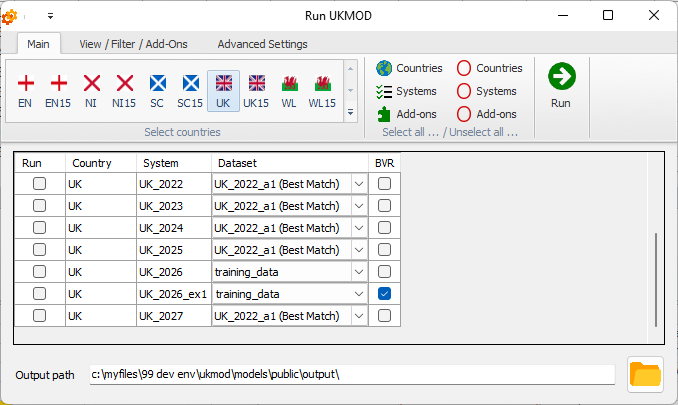 Run UKMOD
Main View / Filter / Add-Ons Advanced Settings
EN EN15 NI NI15 SC SC15 UK UK15 WL WL15
Select countries
Countries Countries
Systems Systems
Add-ons Add-ons
Select all ... / Unselect all ...
Run
Run Country System Dataset BVR
UK UK_2022 UK_2022_a1 (Best Match)
UK UK_2023 UK_2022_a1 (Best Match)
UK UK_2024 UK_2022_a1 (Best Match)
UK UK_2025 UK_2022_a1 (Best Match)
UK UK_2026 training_data
UK UK_2026_ex1 training_data
UK UK_2027 UK_2022_a1 (Best Match)
Output path c:\myfiles\99 dev env\ukmod\models\public\output\